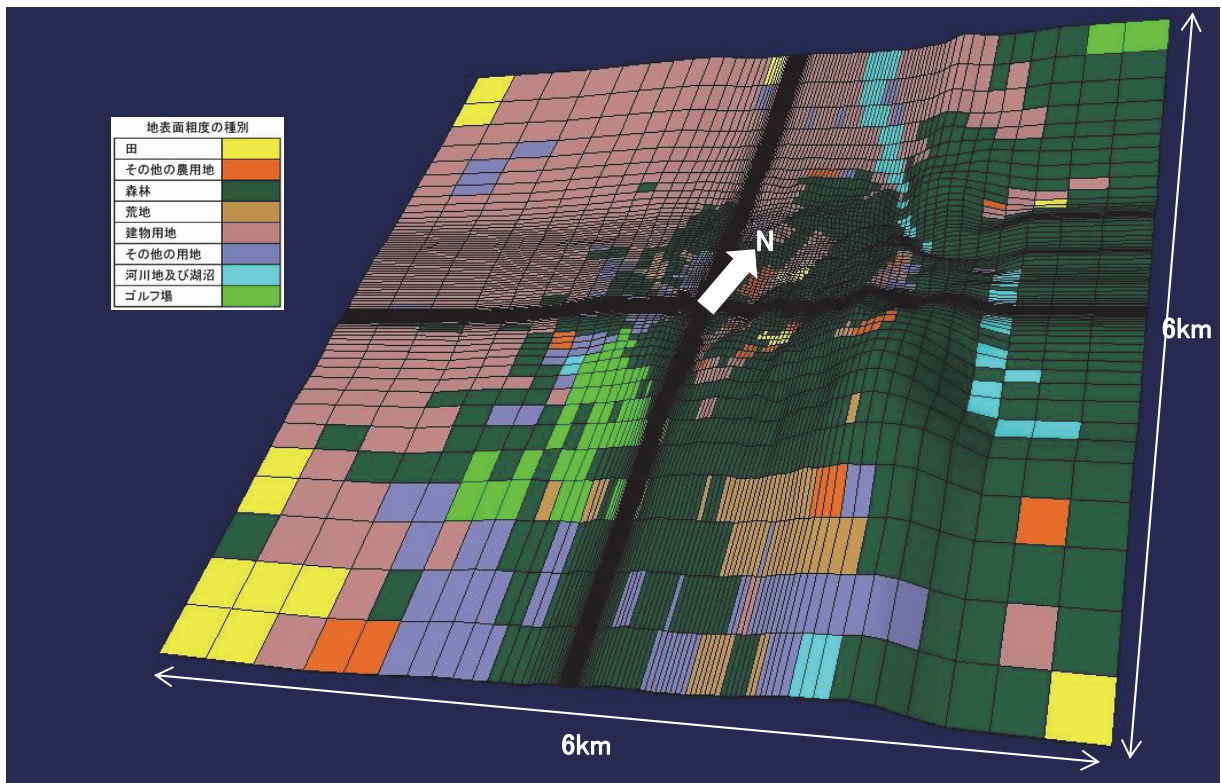 地表面粗度の種別
田
その他の農用地
森林
荒地
建物用地
その他の用地
河川地及び湖沼
ゴルフ場
N
6km
6km